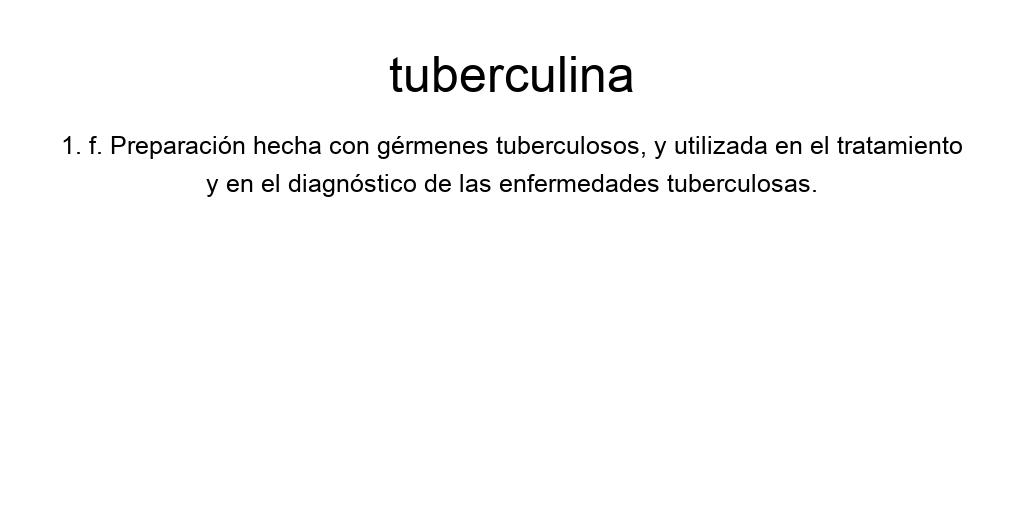 tuberculina
1. f. Preparación hecha con gérmenes tuberculosos, y utilizada en el tratamiento
y en el diagnóstico de las enfermedades tuberculosas.